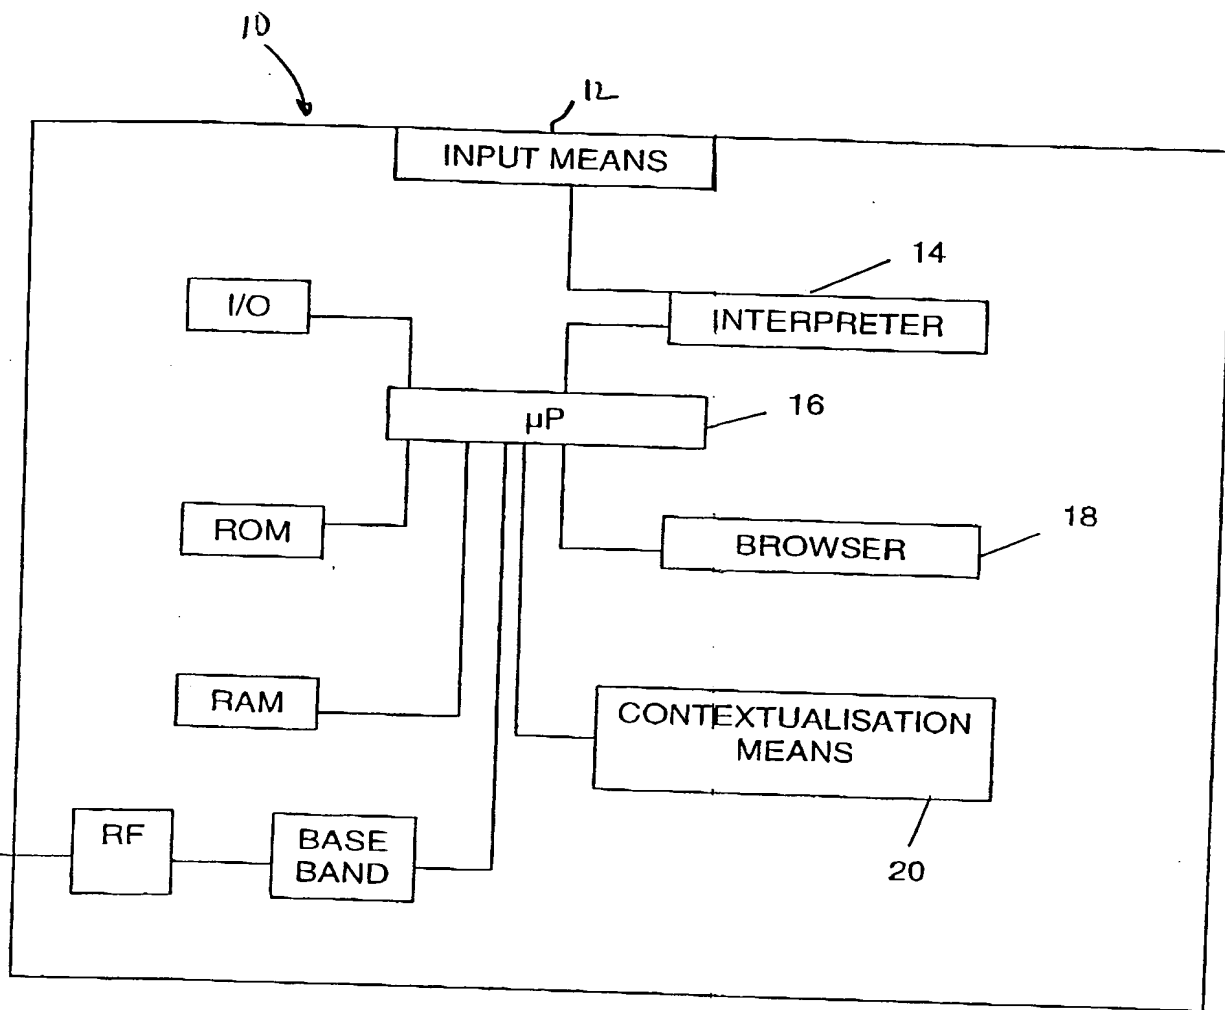 10
12
INPUT MEANS
14
I/O
INTERPRETER
µP
16
ROM
BROWSER
18
RAM
CONTEXTUALISATION
MEANS
20
RF
BASE
BAND